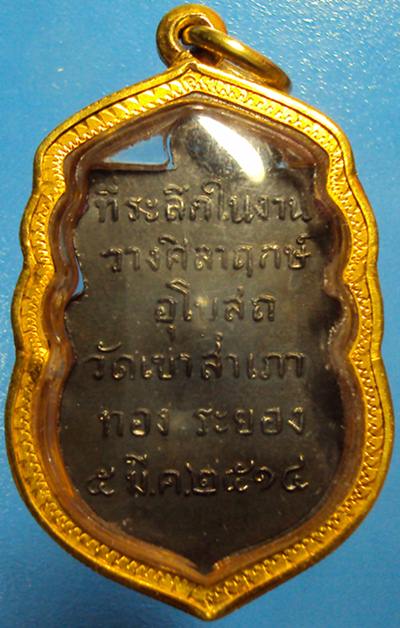 ที่ระลึกในงาน
วางศิลาฤกษ์
อุโบสถ
วัดเขาสำเภา
ทอง ระยอง
๕ มี.ค.๒๕๑๔